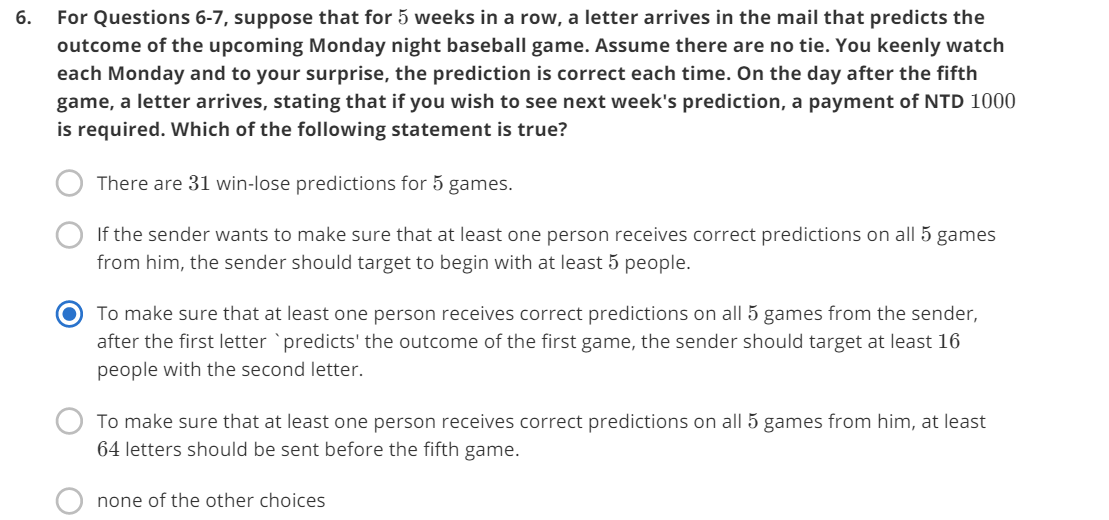 6. For Questions 6-7, suppose that for 5 weeks in a row, a letter arrives in the mail that predicts the
outcome of the upcoming Monday night baseball game. Assume there are no tie. You keenly watch
each Monday and to your surprise, the prediction is correct each time. On the day after the fifth
game, a letter arrives, stating that if you wish to see next week's prediction, a payment of NTD 1000
is required. Which of the following statement is true?
There are 31 win-lose predictions for 5 games.
If the sender wants to make sure that at least one person receives correct predictions on all 5 games
from him, the sender should target to begin with at least 5 people.
To make sure that at least one person receives correct predictions on all 5 games from the sender,
after the first letter `predicts' the outcome of the first game, the sender should target at least 16
people with the second letter.
To make sure that at least one person receives correct predictions on all 5 games from him, at least
64 letters should be sent before the fifth game.
none of the other choices